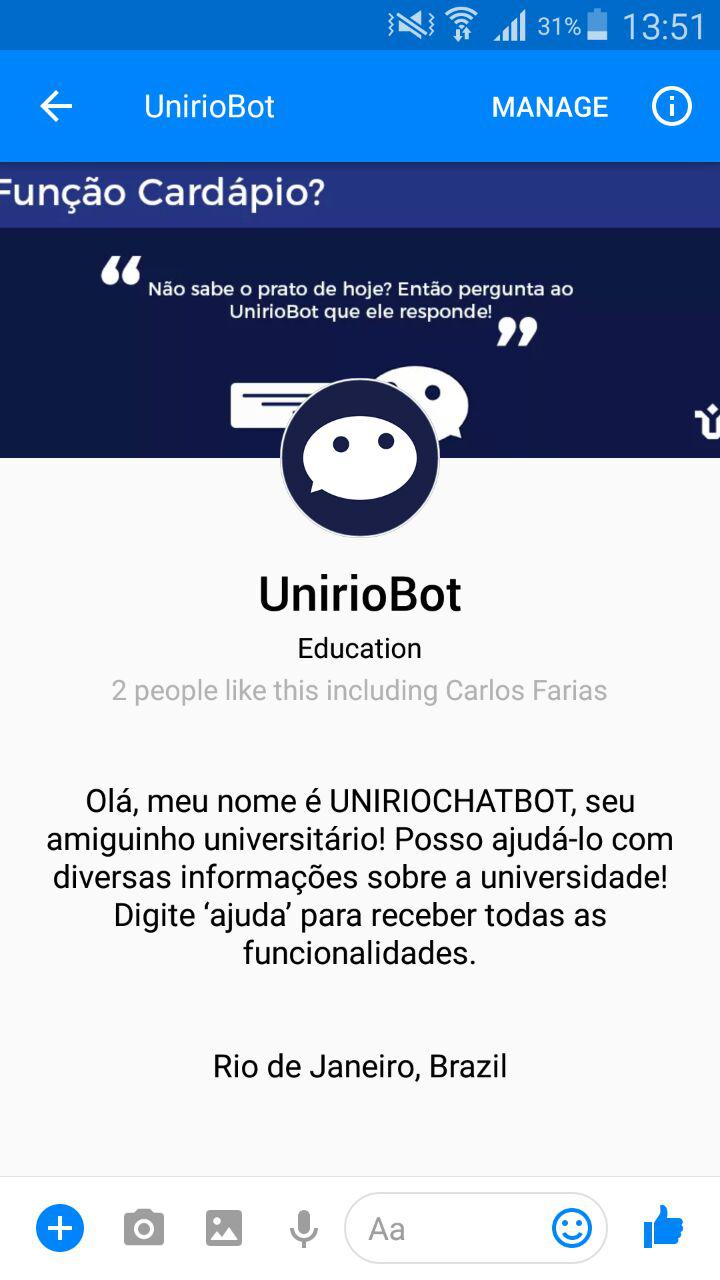 31% 13:51
UnirioBot MANAGE
Função Cardápio?
“ Não sabe o prato de hoje? Então pergunta ao
UnirioBot que ele responde! ”
UnirioBot
Education
2 people like this including Carlos Farias
Olá, meu nome é UNIRIOCHATBOT, seu
amiguinho universitário! Posso ajudá-lo com
diversas informações sobre a universidade!
Digite ‘ajuda’ para receber todas as
funcionalidades.
Rio de Janeiro, Brazil
Aa